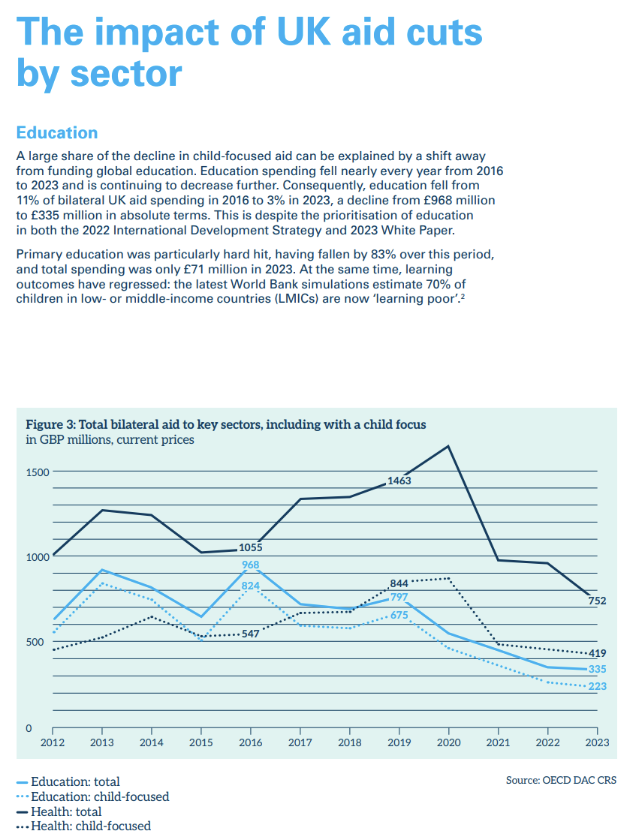 The impact of UK aid cuts
by sector
Education
A large share of the decline in child-focused aid can be explained by a shift away
from funding global education. Education spending fell nearly every year from 2016
to 2023 and is continuing to decrease further. Consequently, education fell from
11% of bilateral UK aid spending in 2016 to 3% in 2023, a decline from £968 million
to £335 million in absolute terms. This is despite the prioritisation of education
in both the 2022 International Development Strategy and 2023 White Paper.
Primary education was particularly hard hit, having fallen by 83% over this period,
and total spending was only £71 million in 2023. At the same time, learning
outcomes have regressed: the latest World Bank simulations estimate 70% of
children in low- or middle-income countries (LMICs) are now ‘learning poor’.²
Figure 3: Total bilateral aid to key sectors, including with a child focus
in GBP millions, current prices
1500
1463
1055
1000
968
824
844
797
752
675
547
500
419
335
223
0
2012 2013 2014 2015 2016 2017 2018 2019 2020 2021 2022 2023
Education: total
Education: child-focused
Health: total
Health: child-focused
Source: OECD DAC CRS